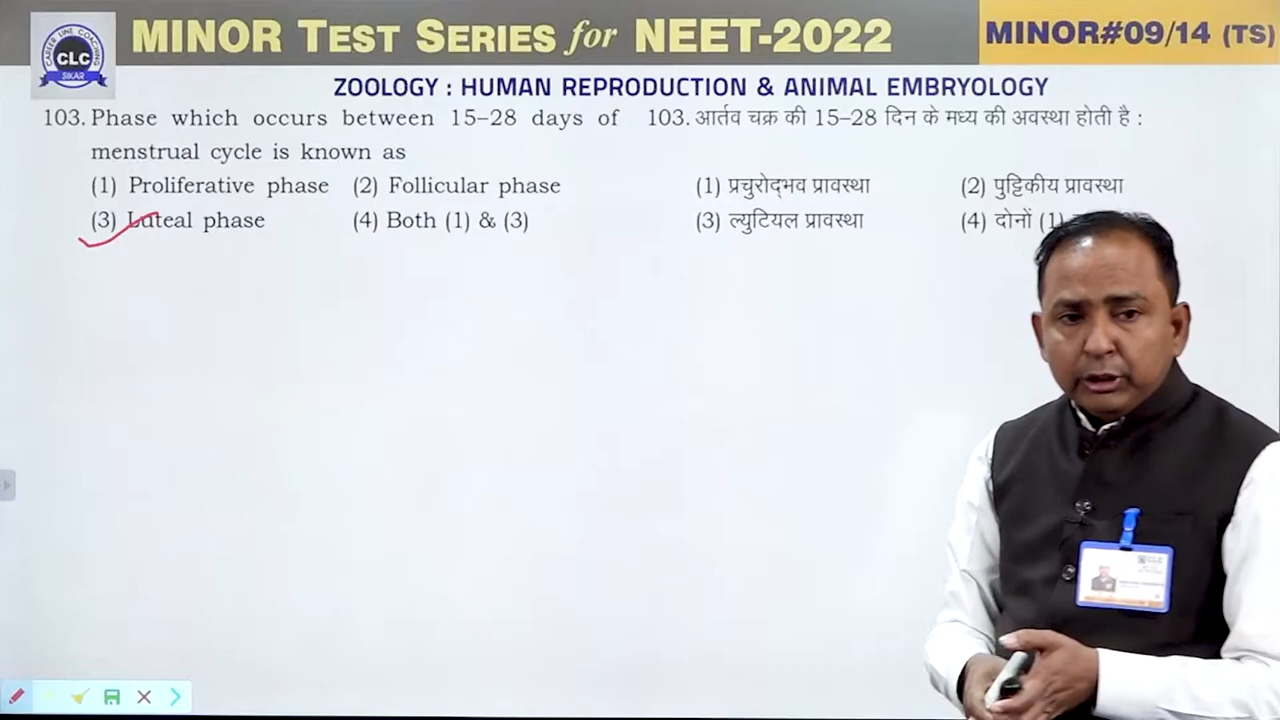 MINOR TEST SERIES for NEET-2022
MINOR#09/14 (TS)
CAREER LINE COACHING
CLC
SIKAR
ZOOLOGY : HUMAN REPRODUCTION & ANIMAL EMBRYOLOGY
103. Phase which occurs between 15–28 days of
menstrual cycle is known as
(1) Proliferative phase (2) Follicular phase
(3) Luteal phase (4) Both (1) & (3)
103. आर्तव चक्र की 15–28 दिन के मध्य की अवस्था होती है :
(1) प्रचुरोद्भव प्रावस्था (2) पुट्टिकीय प्रावस्था
(3) ल्युटियल प्रावस्था (4) दोनों (1)